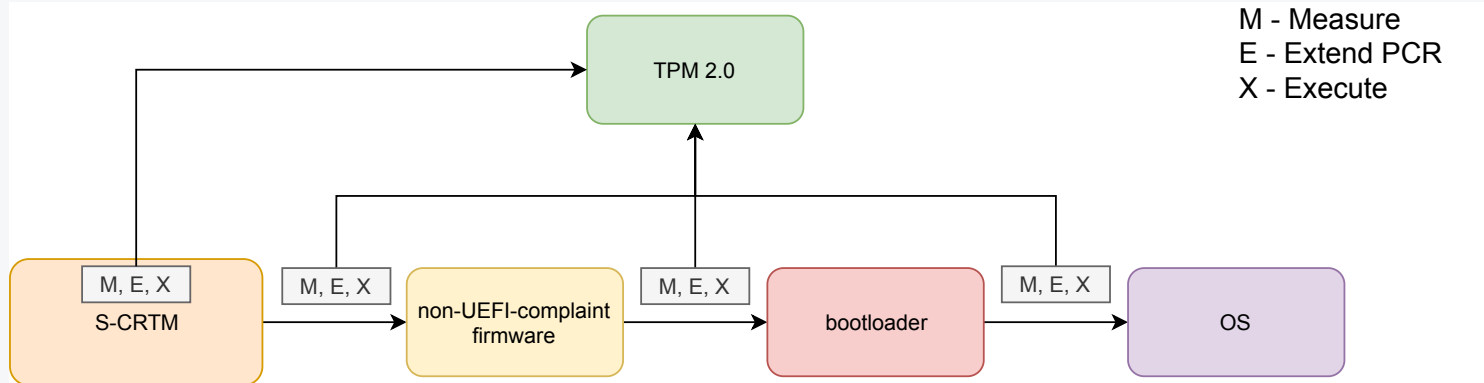 M - Measure
E - Extend PCR
X - Execute
TPM 2.0
M, E, X
S-CRTM
M, E, X
non-UEFI-complaint
firmware
M, E, X
bootloader
M, E, X
OS